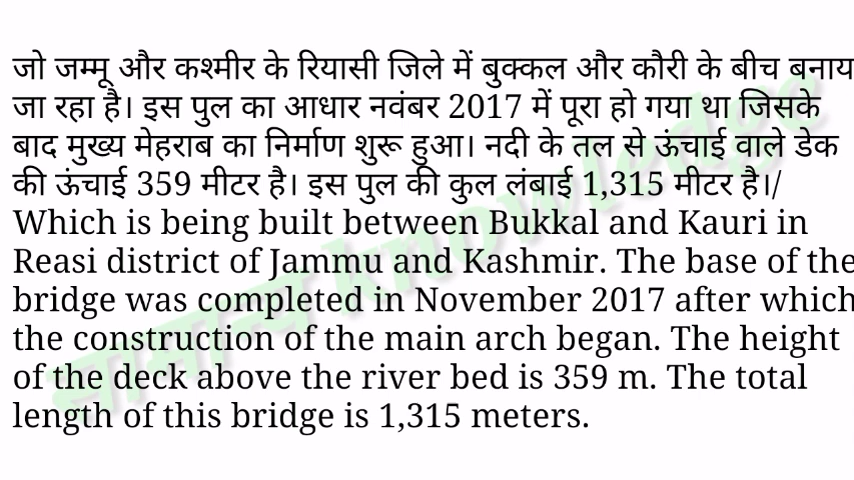 जो जम्मू और कश्मीर के रियासी जिले में बुक्कल और कौरी के बीच बनाय
जा रहा है। इस पुल का आधार नवंबर 2017 में पूरा हो गया था जिसके
बाद मुख्य मेहराब का निर्माण शुरू हुआ। नदी के तल से ऊंचाई वाले डेक
की ऊंचाई 359 मीटर है। इस पुल की कुल लंबाई 1,315 मीटर है।/
Which is being built between Bukkal and Kauri in
Reasi district of Jammu and Kashmir. The base of the
bridge was completed in November 2017 after which
the construction of the main arch began. The height
of the deck above the river bed is 359 m. The total
length of this bridge is 1,315 meters.
सामान्य knowledge